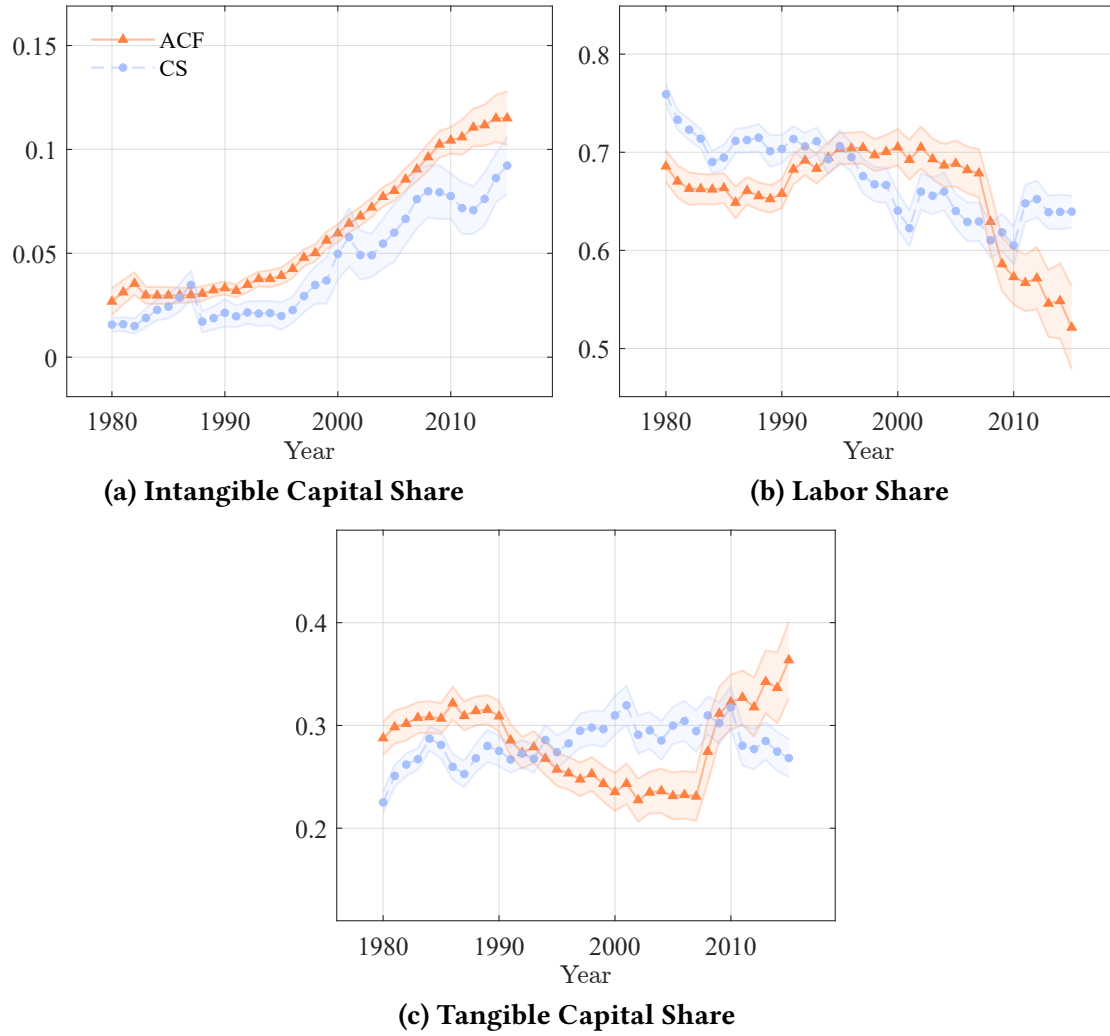 0.15
0.1
0.05
0
ACF
CS
1980
1990
2000
2010
Year
(a) Intangible Capital Share
0.8
0.7
0.6
0.5
1980
1990
2000
2010
Year
(b) Labor Share
0.4
0.3
0.2
1980
1990
2000
2010
Year
(c) Tangible Capital Share